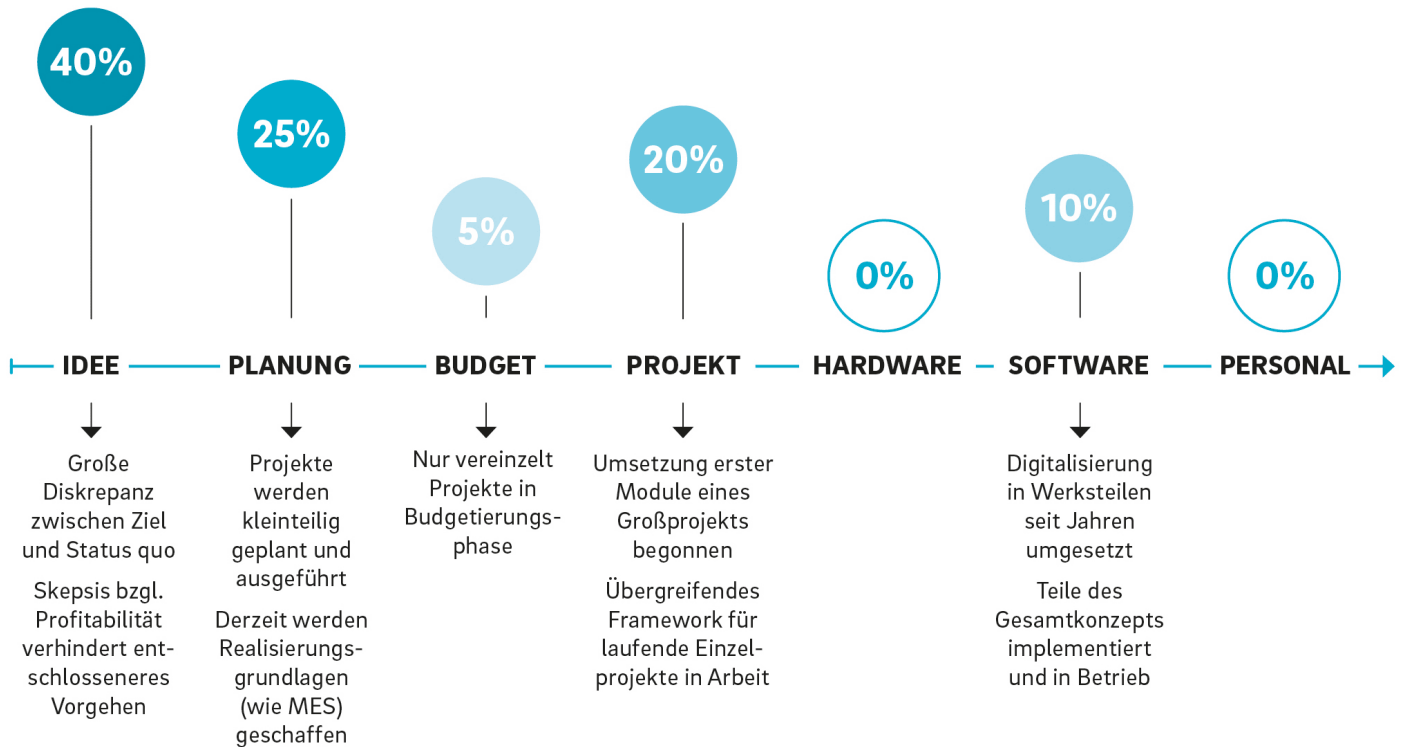 40%
25%
5%
20%
0%
10%
0%
IDEE
PLANUNG
BUDGET
PROJEKT
HARDWARE
SOFTWARE
PERSONAL
Große
Diskrepanz
zwischen Ziel
und Status quo
Skepsis bzgl.
Profitabilität
verhindert ent-
schlosseneres
Vorgehen
Projekte
werden
kleinteilig
geplant und
ausgeführt
Derzeit werden
Realisierungs-
grundlagen
(wie MES)
geschaffen
Nur vereinzelt
Projekte in
Budgetierungs-
phase
Umsetzung erster
Module eines
Großprojekts
begonnen
Übergreifendes
Framework für
laufende Einzel-
projekte in Arbeit
Digitalisierung
in Werksteilen
seit Jahren
umgesetzt
Teile des
Gesamtkonzepts
implementiert
und in Betrieb